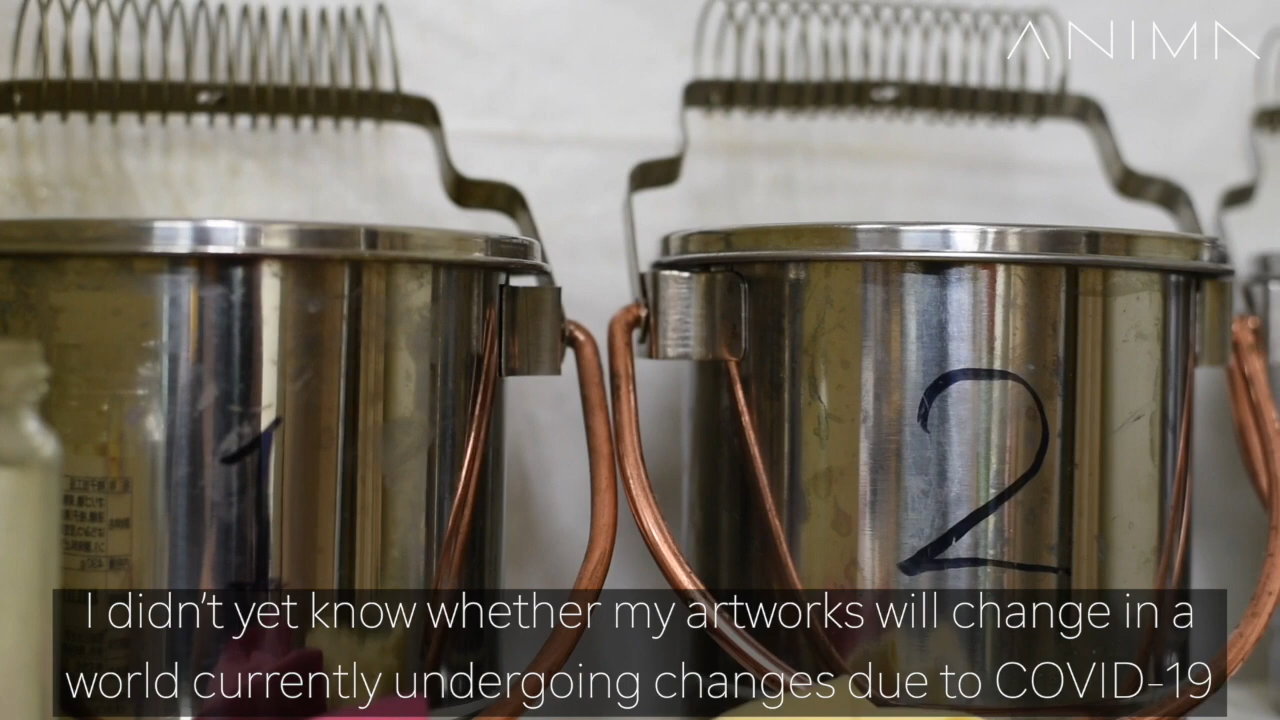 ANIMA
1
2
I didn't yet know whether my artworks will change in a
world currently undergoing changes due to COVID-19